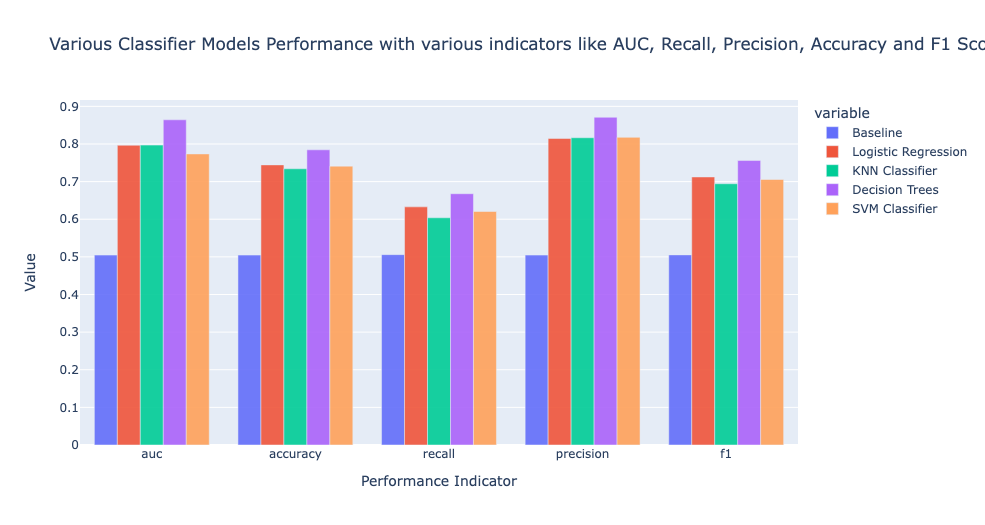 Various Classifier Models Performance with various indicators like AUC, Recall, Precision, Accuracy and F1 Sco
0.9
0.8
0.7
0.6
0.5
0.4
0.3
0.2
0.1
0
Value
auc accuracy recall precision f1
Performance Indicator
variable
Baseline
Logistic Regression
KNN Classifier
Decision Trees
SVM Classifier